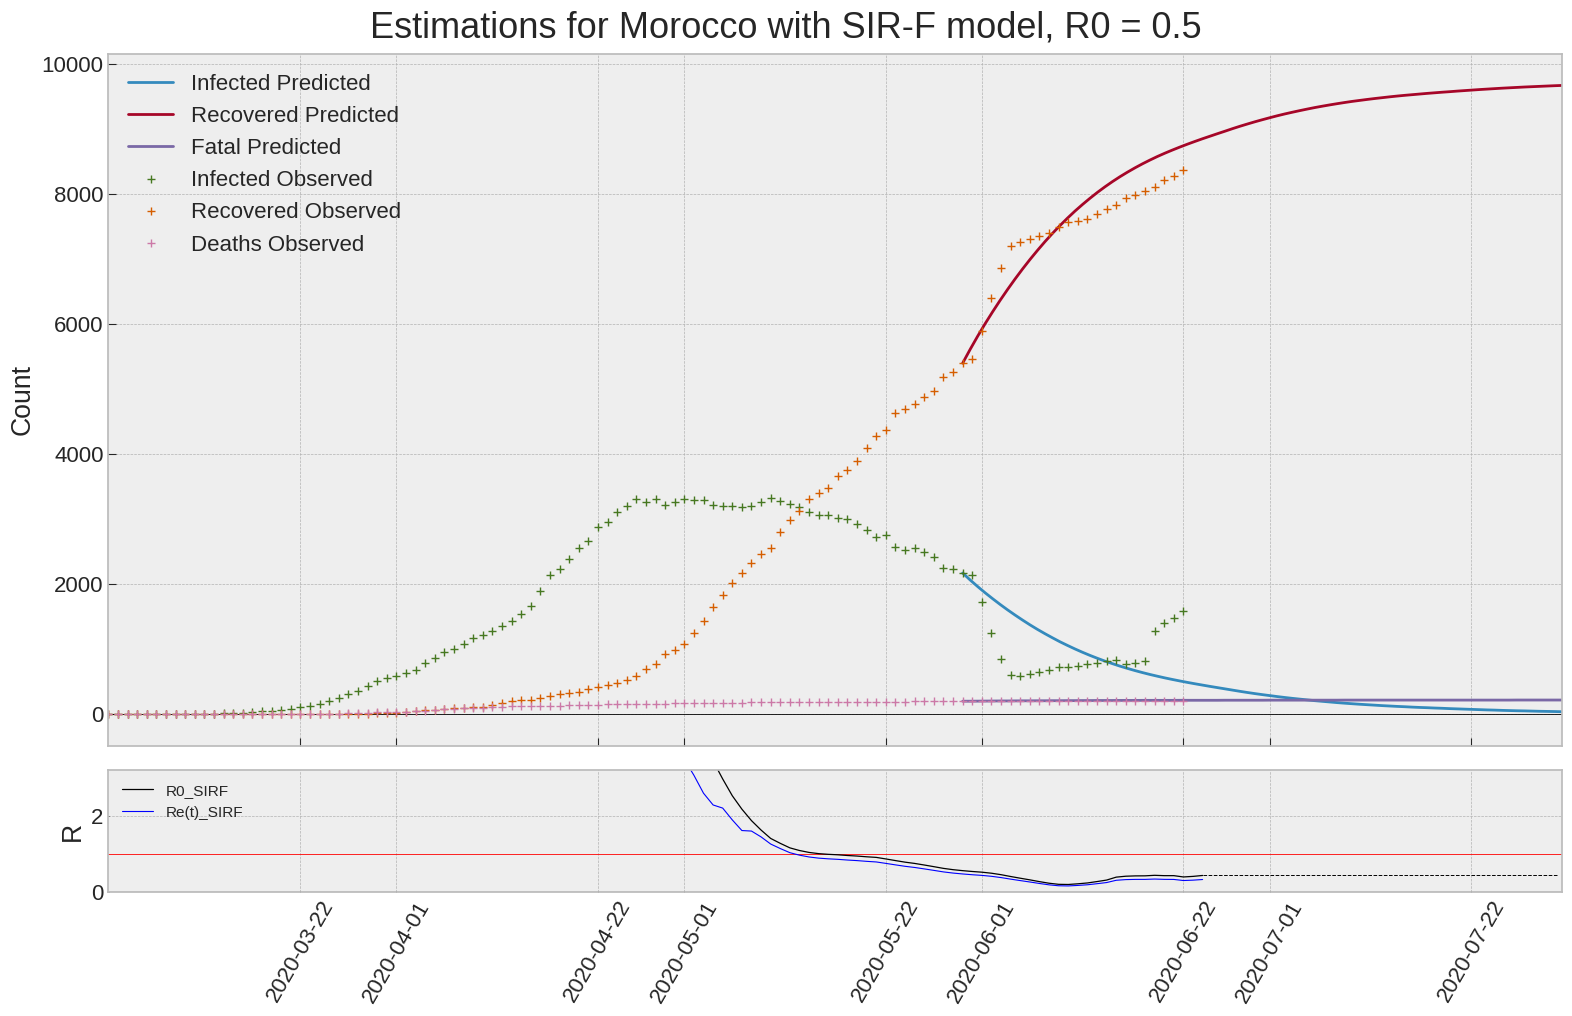 Estimations for Morocco with SIR-F model, R0 = 0.5
10000
8000
6000
4000
2000
0
Count
Infected Predicted
Recovered Predicted
Fatal Predicted
Infected Observed
Recovered Observed
Deaths Observed
R0_SIRF
Re(t)_SIRF
2
0
R
2020-03-22
2020-04-01
2020-04-22
2020-05-01
2020-05-22
2020-06-01
2020-06-22
2020-07-01
2020-07-22